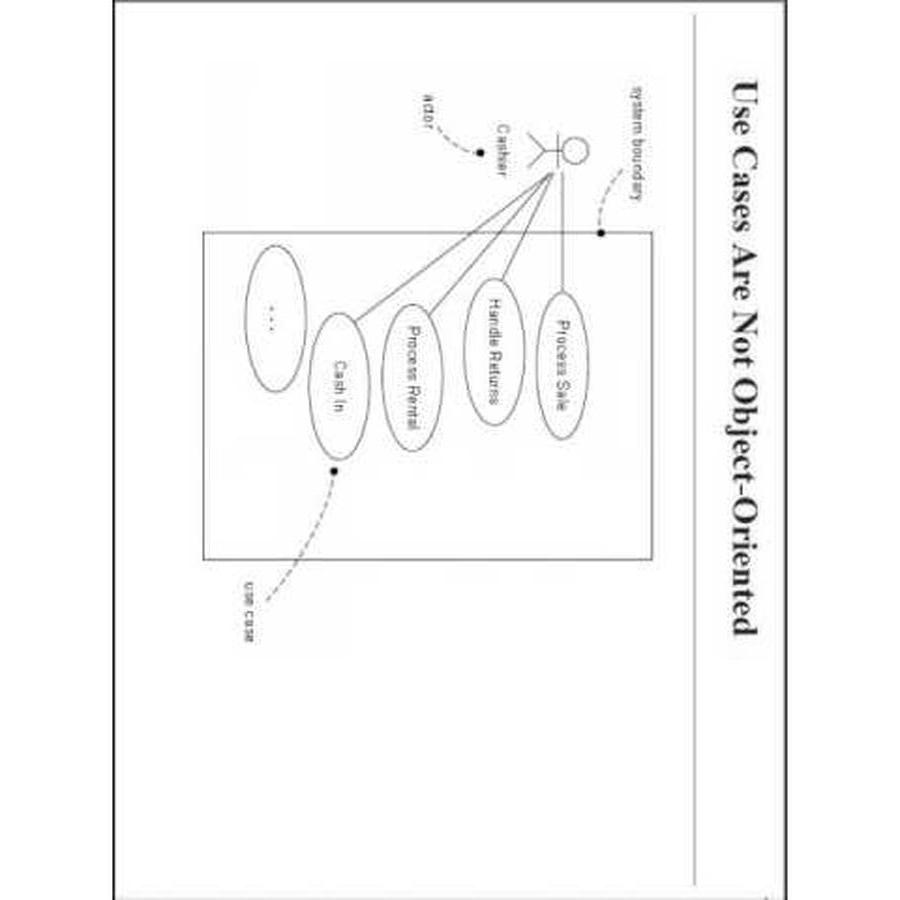 Use Cases Are Not Object-Oriented
system boundary
Process Sale
Handle Returns
Cashier
Process Rental
actor
Cash In
. . .
use case